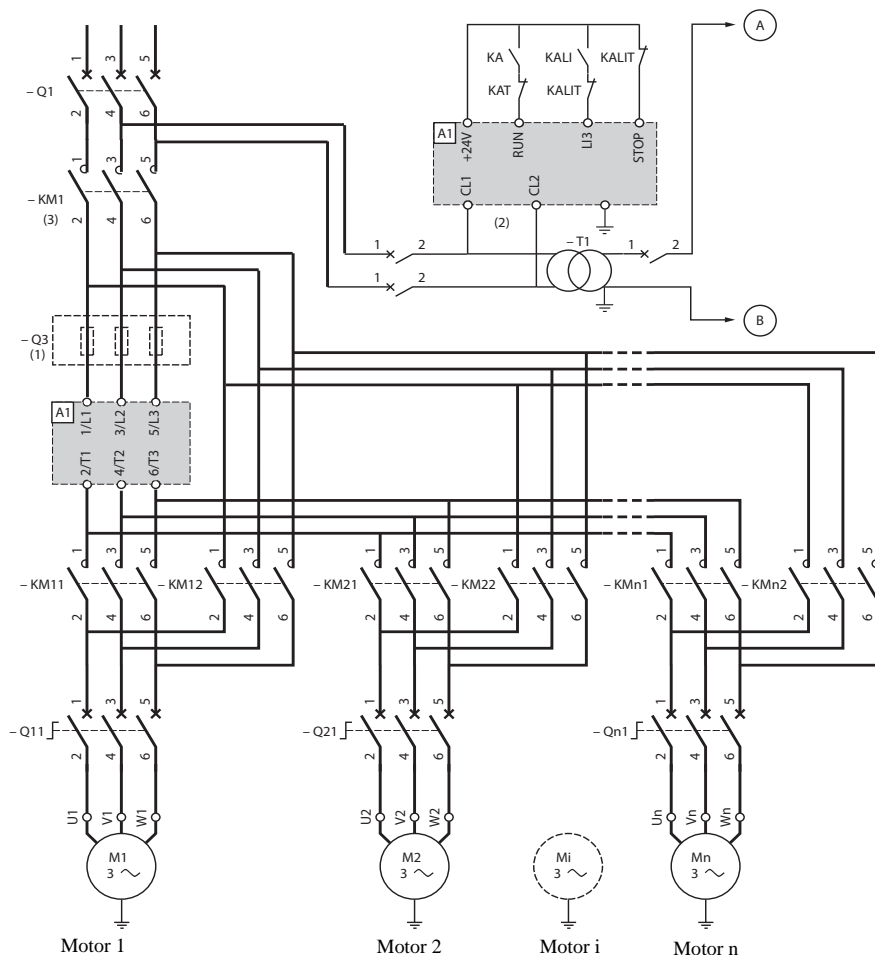 A
KA
KALI
KALIT
KAT
KALIT
1
3
5
– Q1
2
4
6
A1
+24V
RUN
LI3
STOP
CL1
CL2
(2)
1
3
5
– KM1
(3)
2
4
6
1
2
– T1
1
2
1
2
B
– Q3
(1)
A1
1/L1
3/L2
5/L3
2/T1
4/T2
6/T3
1
3
5
1
3
5
1
3
5
1
3
5
1
3
5
1
3
5
– KM11
– KM12
– KM21
– KM22
– KMn1
– KMn2
2
4
6
2
4
6
2
4
6
2
4
6
2
4
6
2
4
6
1
3
5
1
3
5
1
3
5
– Q11
– Q21
– Qn1
2
4
6
2
4
6
2
4
6
U1
V1
W1
U2
V2
W2
Un
Vn
Wn
M1
3
M2
3
Mi
3
Mn
3
Motor 1
Motor 2
Motor i
Motor n